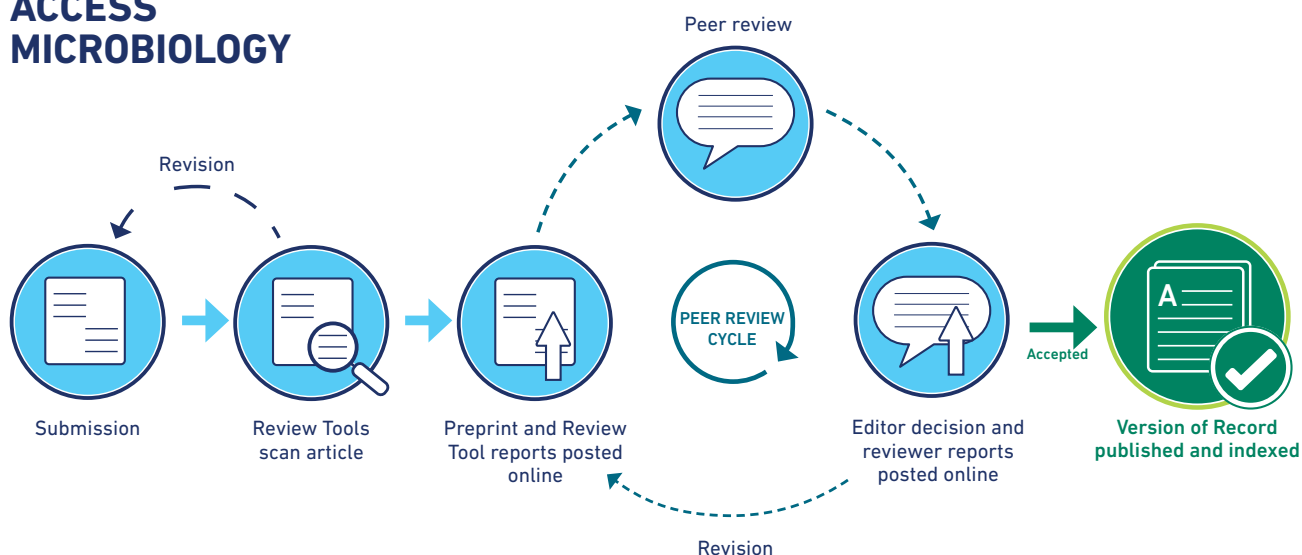 ACCESS
MICROBIOLOGY
Peer review
Revision
PEER REVIEW
CYCLE
A
Accepted
Submission
Review Tools
scan article
Preprint and Review
Tool reports posted
online
Editor decision and
reviewer reports
posted online
Version of Record
published and indexed
Revision